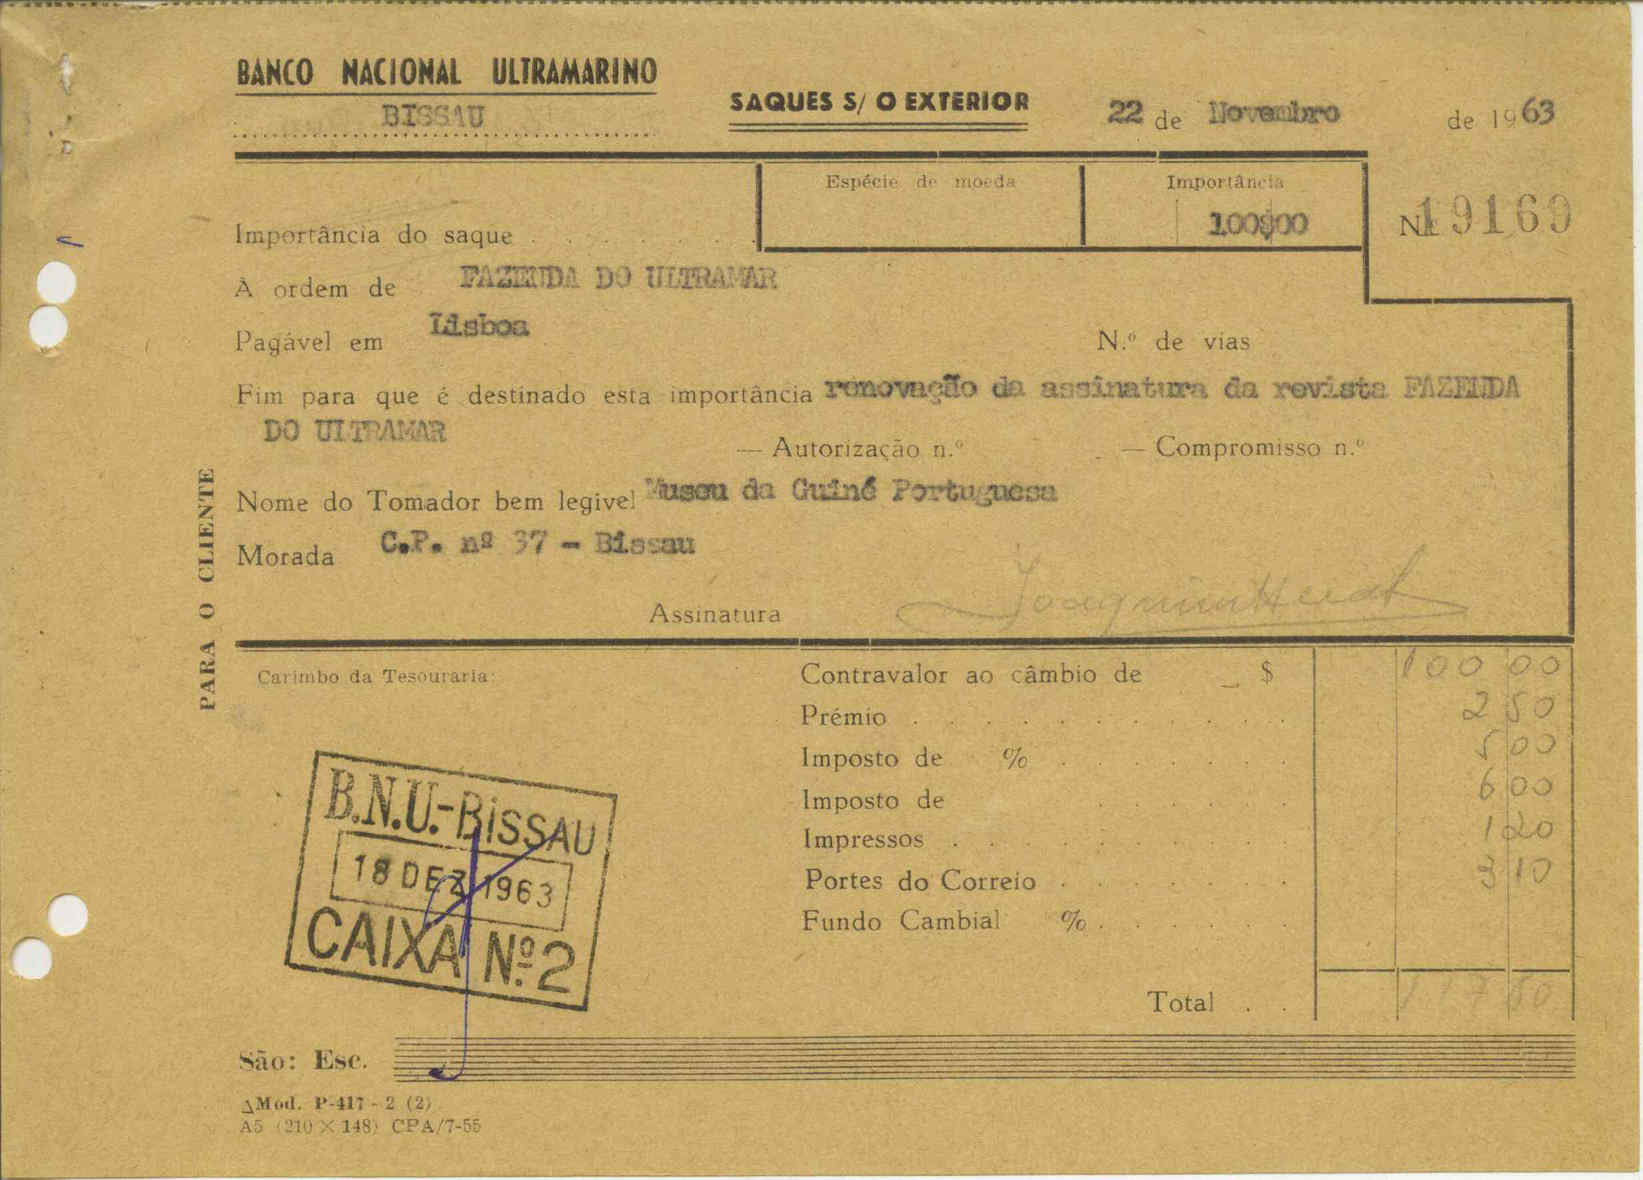 BANCO NACIONAL ULTRAMARINO
BISSAU
SAQUES S/ O EXTERIOR
22 de Novembro de 1963
Espécie de moeda
Importância
Importância do saque . . . . . . .
100$00
N 19169
À ordem de FAZENDA DO ULTRAMAR
Pagável em Lisboa
N.º de vias
Fim para que é destinado esta importância renovação da assinatura da revista FAZENDA
DO ULTRAMAR
— Autorização n.º
— Compromisso n.º
Nome do Tomador bem legivel Museu da Guiné Portuguesa
Morada C.P. nº 37 - Bissau
Assinatura
PARA O CLIENTE
Carimbo da Tesouraria:
Contravalor ao câmbio de $ 100 00
Prémio . . . . . . . . . . . 2 50
Imposto de % . . . . . . . 5 00
Imposto de . . . . . . 6 00
Impressos . . . . . . . . . . 1 20
Portes do Correio . . . . . . . 3 10
Fundo Cambial % . . . . . .
Total . . 117 80
B.N.U.-BISSAU
18 DEZ 1963
CAIXA Nº 2
São: Esc.
Mod. P-417 - 2 (2)
A5 (210 × 148) CPA/7-55